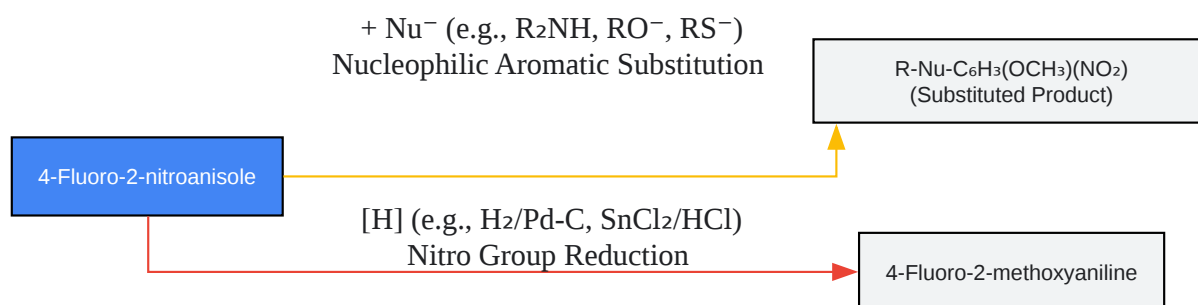 + Nu⁻ (e.g., R₂NH, RO⁻, RS⁻)
Nucleophilic Aromatic Substitution
R-Nu-C₆H₃(OCH₃)(NO₂)
(Substituted Product)
4-Fluoro-2-nitroanisole
[H] (e.g., H₂/Pd-C, SnCl₂/HCl)
Nitro Group Reduction
4-Fluoro-2-methoxyaniline